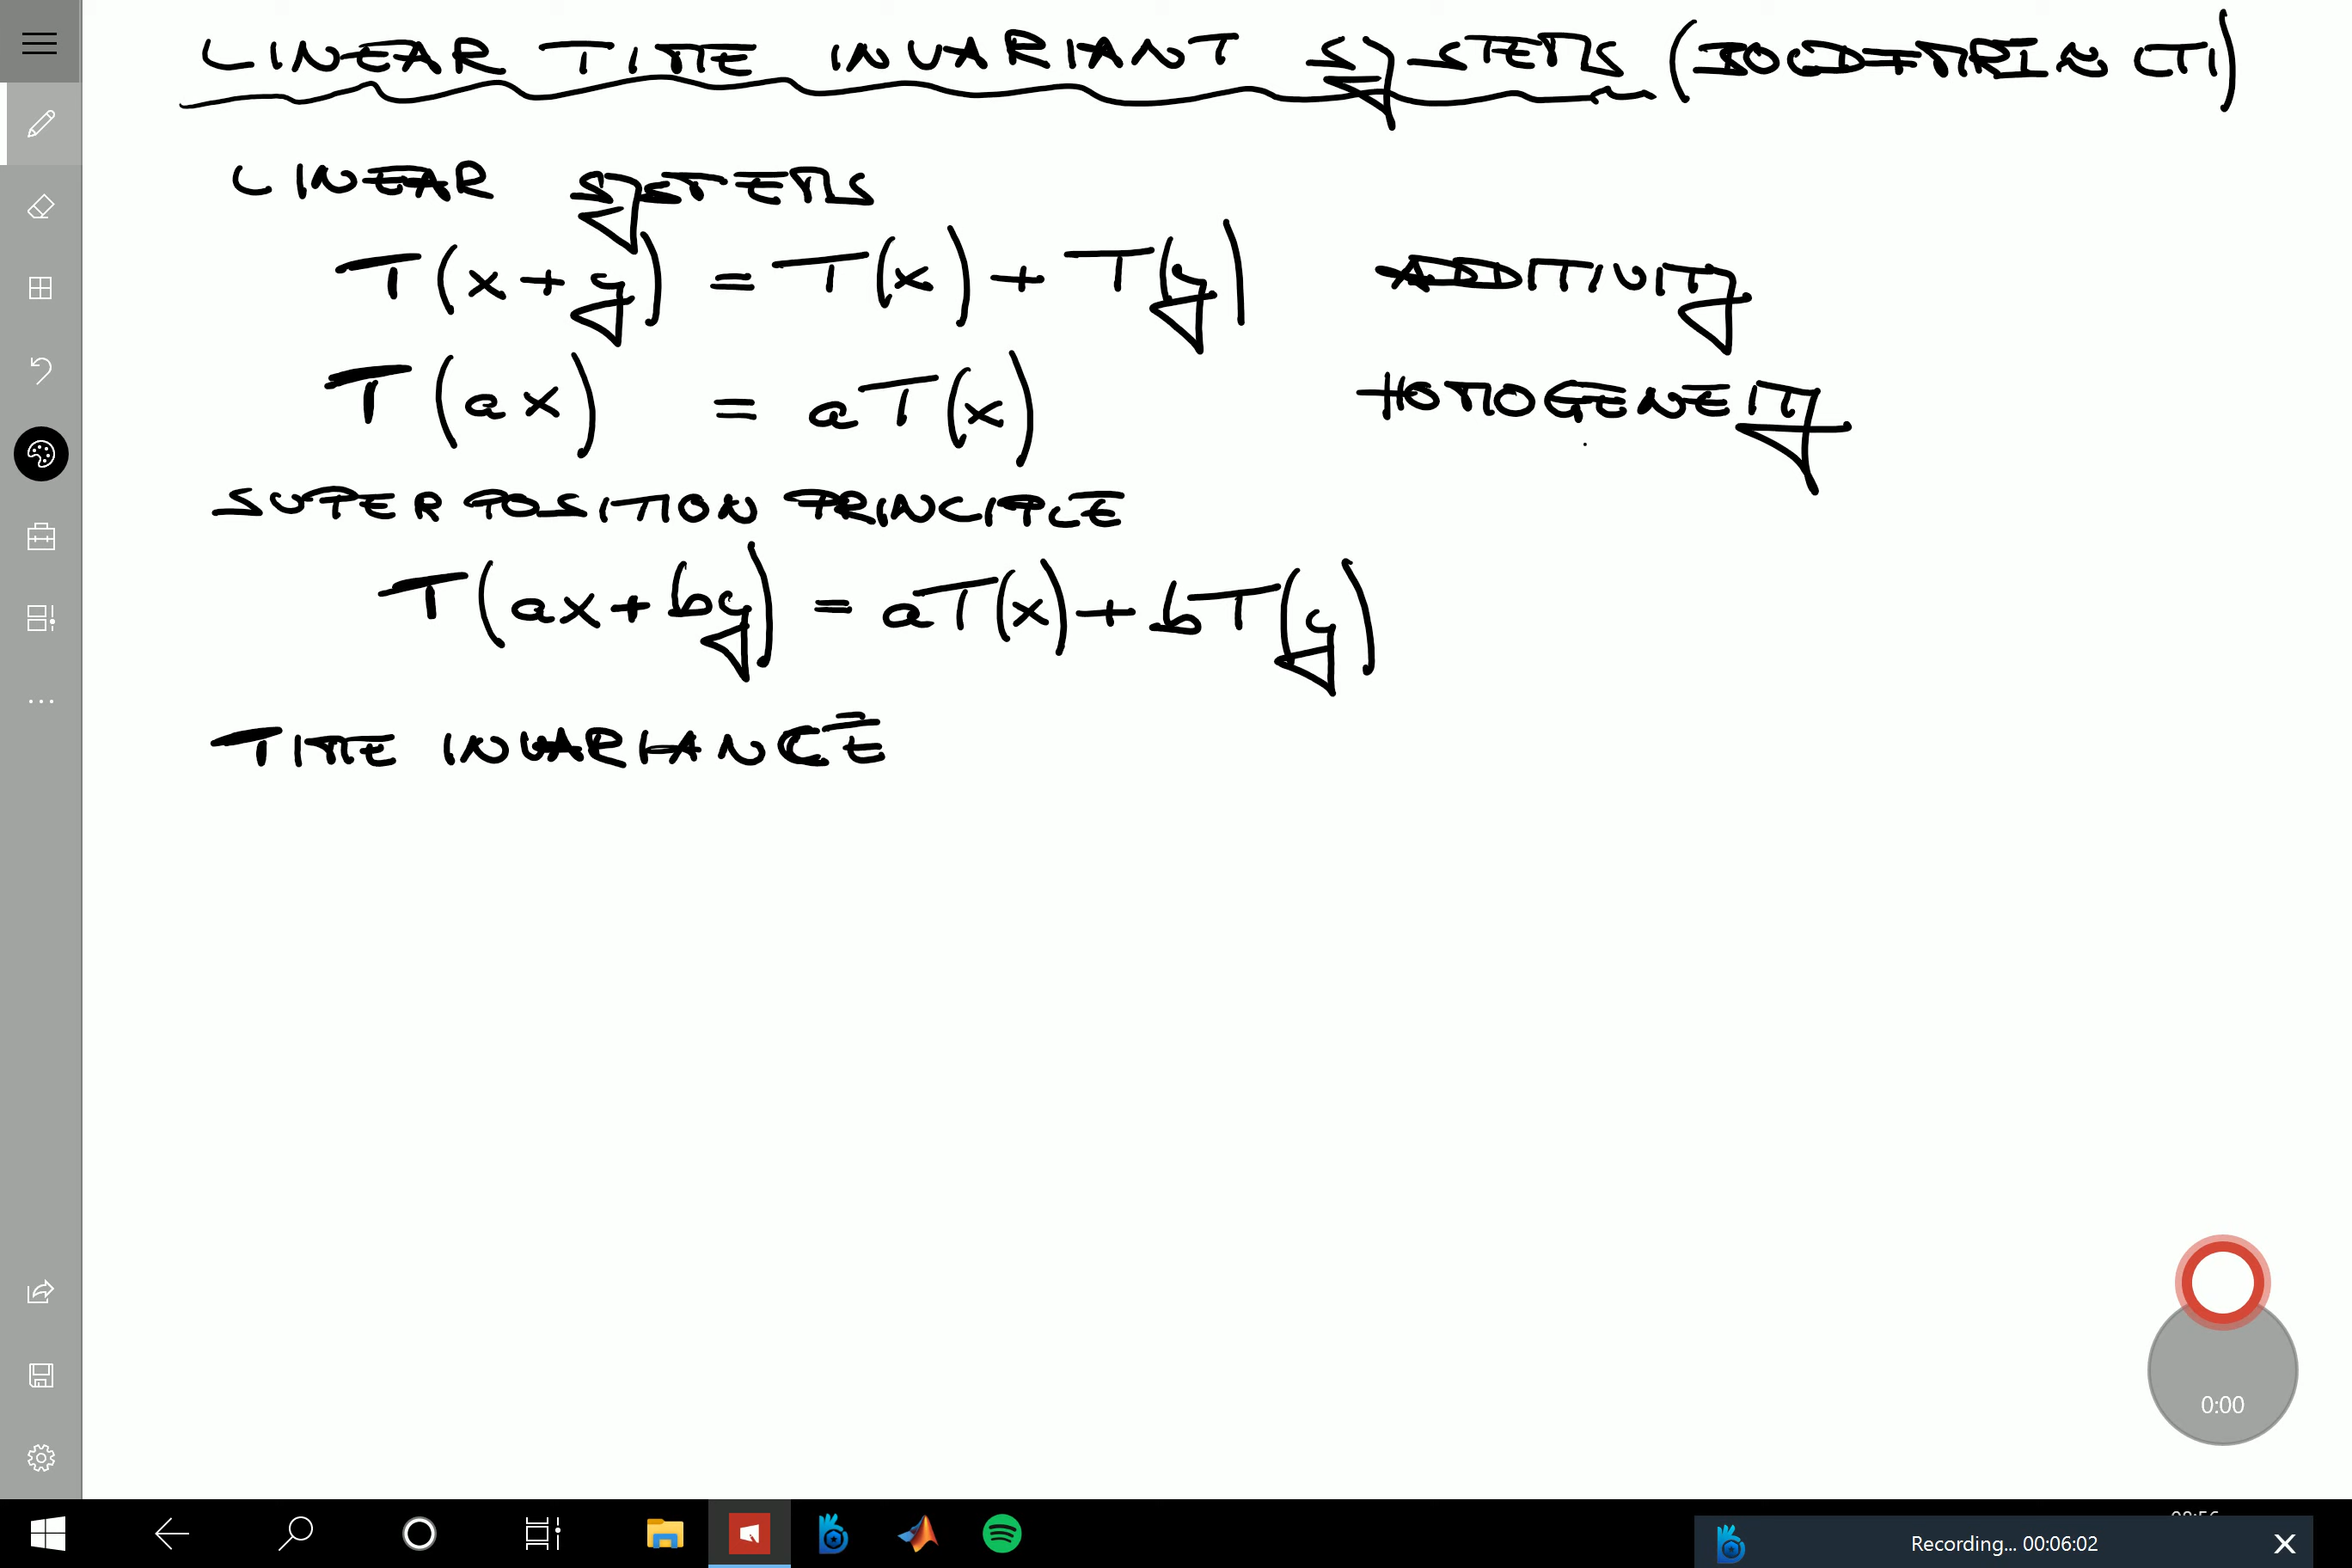 LINEAR TIME INVARIANT SYSTEMS (LTI)
LINEAR SYSTEMS
T(x+y) = T(x) + T(y) ADDITIVITY
T(ax) = aT(x) HOMOGENEITY
SUPERPOSITION PRINCIPLE
T(ax+by) = aT(x) + bT(y)
TIME INVARIANCE
0:00
Recording... 00:06:02